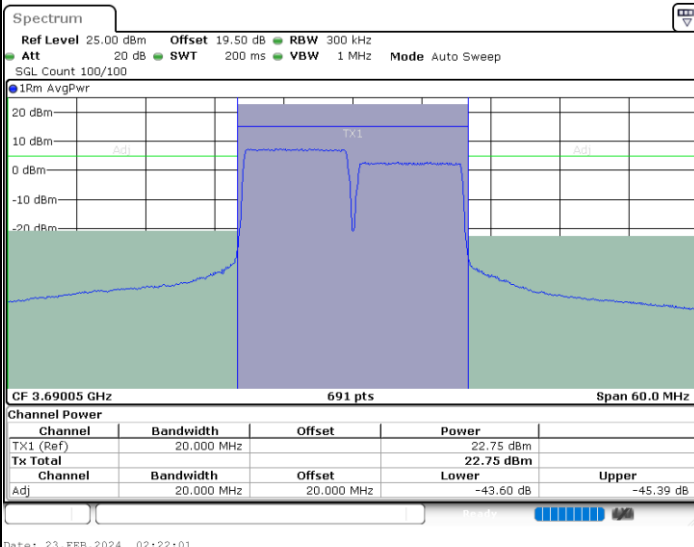 Spectrum
Ref Level 25.00 dBm Offset 19.50 dB RBW 300 kHz
Att 20 dB SWT 200 ms VBW 1 MHz Mode Auto Sweep
SGL Count 100/100
1Rm AvgPwr
20 dBm
TX1
10 dBm
Adj Adj
0 dBm
-10 dBm
-20 dBm
CF 3.69005 GHz 691 pts Span 60.0 MHz
Channel Power
Channel Bandwidth Offset Power
TX1 (Ref) 20.000 MHz 22.75 dBm
Tx Total 22.75 dBm
Channel Bandwidth Offset Lower Upper
Adj 20.000 MHz 20.000 MHz -43.60 dB -45.39 dB
Ready
Date: 23.FEB.2024 02:22:01